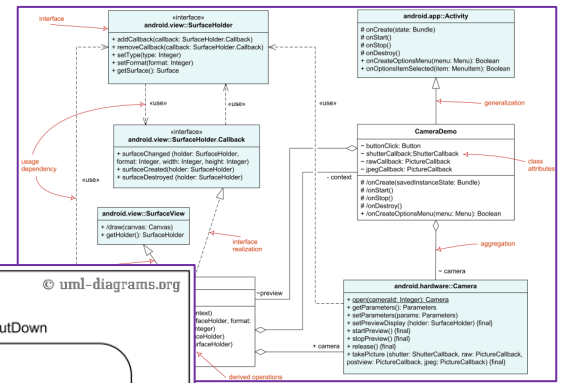 interface
«interface»
android.view::SurfaceHolder
+ addCallback(callback: SurfaceHolder.Callback)
+ removeCallback(callback: SurfaceHolder.Callback)
+ setType(type: Integer)
+ setFormat(format: Integer)
+ getSurface(): Surface
android.app::Activity
# onCreate(state: Bundle)
# onStart()
# onStop()
# onDestroy()
+ onCreateOptionsMenu(menu: Menu): Boolean
+ onOptionsItemSelected(item: MenuItem): Boolean
«use»
«use»
«use»
generalization
«interface»
android.view::SurfaceHolder.Callback
+ surfaceChanged (holder: SurfaceHolder,
format: Integer, width: Integer, height: Integer)
+ surfaceCreated(holder: SurfaceHolder)
+ surfaceDestroyed (holder: SurfaceHolder)
CameraDemo
~ buttonClick: Button
~ shutterCallback:ShutterCallback
~ rawCallback: PictureCallback
~ jpegCallback: PictureCallback
# /onCreate(savedInstanceState: Bundle)
# /onStart()
# /onStop()
# /onDestroy()
+ /onCreateOptionsMenu(menu: Menu): Boolean
class
attributes
usage
dependency
«use»
- context
android.view::SurfaceView
+ /draw(canvas: Canvas)
+ getHolder(): SurfaceHolder
interface
realization
aggregation
© uml-diagrams.org
utDown
~ camera
~preview
ntext)
faceHolder, format:
nteger)
rfaceHolder)
urfaceHolder)
+ camera
android.hardware::Camera
+ open(cameraId: Integer): Camera
+ getParameters(): Parameters
+ setParameters(params: Parameters)
+ setPreviewDisplay (holder: SurfaceHolder) {final}
+ startPreview() {final}
+ stopPreview() {final}
+ release() {final}
+ takePicture (shutter: ShutterCallback, raw: PictureCallback,
postview: PictureCallback, jpeg: PictureCallback) {final}
derived operations